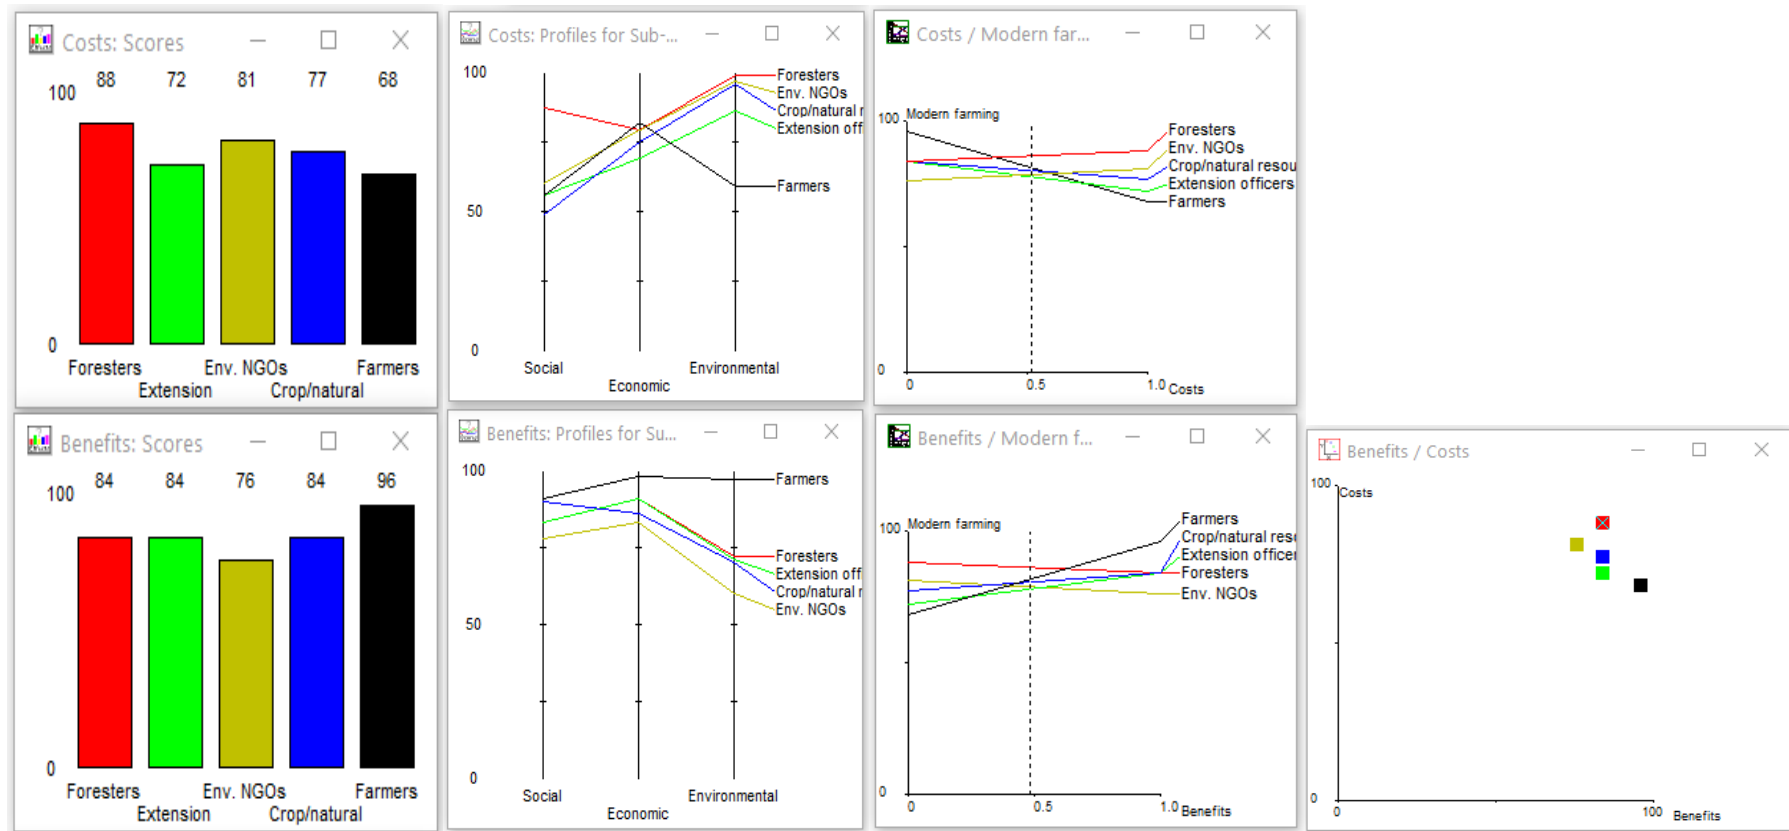 Costs: Scores
88 72 81 77 68
100
0
Foresters Env. NGOs Farmers
Extension Crop/natural
Costs: Profiles for Sub-...
100
Foresters
Env. NGOs
Crop/natural r
Extension off
Farmers
50
0
Social Environmental
Economic
Costs / Modern far...
100 Modern farming
Foresters
Env. NGOs
Crop/natural resou
Extension officers
Farmers
0
0 0.5 1.0 Costs
Benefits: Scores
84 84 76 84 96
100
0
Foresters Env. NGOs Farmers
Extension Crop/natural
Benefits: Profiles for Su...
100
Farmers
Foresters
Extension off
Crop/natural r
Env. NGOs
50
0
Social Environmental
Economic
Benefits / Modern f...
100 Modern farming
Farmers
Crop/natural reso
Extension officer
Foresters
Env. NGOs
0
0 0.5 1.0 Benefits
Benefits / Costs
100 Costs
0
0 100 Benefits